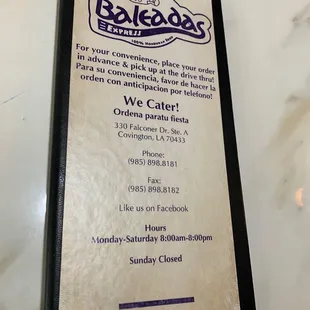 Baleadas
EXPRESS
100% Honduran Food
For your convenience, place your order
in advance & pick up at the drive thru!
Para su conveniencia, favor de hacer la
orden con anticipacion por telefono!
We Cater!
Ordena paratu fiesta
330 Falconer Dr. Ste. A
Covington, LA 70433
Phone:
(985) 898.8181
Fax:
(985) 898.8182
Like us on Facebook
Hours
Monday-Saturday 8:00am-8:00pm
Sunday Closed